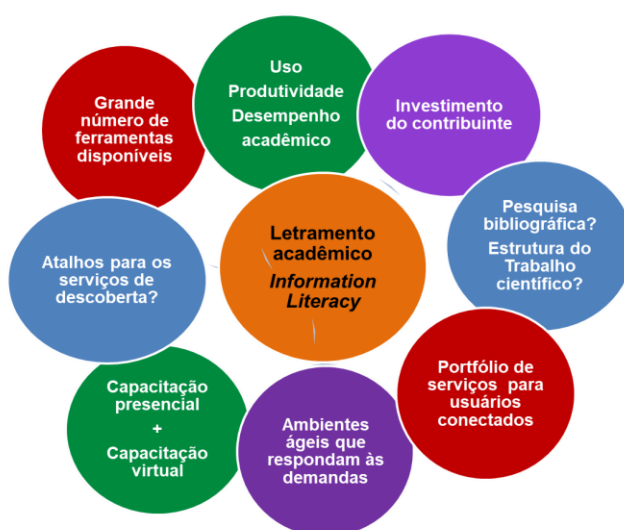 Grande
número de
ferramentas
disponíveis
Uso
Produtividade
Desempenho
acadêmico
Investimento
do contribuinte
Pesquisa
bibliográfica?
Estrutura do
Trabalho
científico?
Atalhos para os
serviços de
descoberta?
Letramento
acadêmico
Information
Literacy
Portfólio de
serviços para
usuários
conectados
Capacitação
presencial
+
Capacitação
virtual
Ambientes
ágeis que
respondam às
demandas